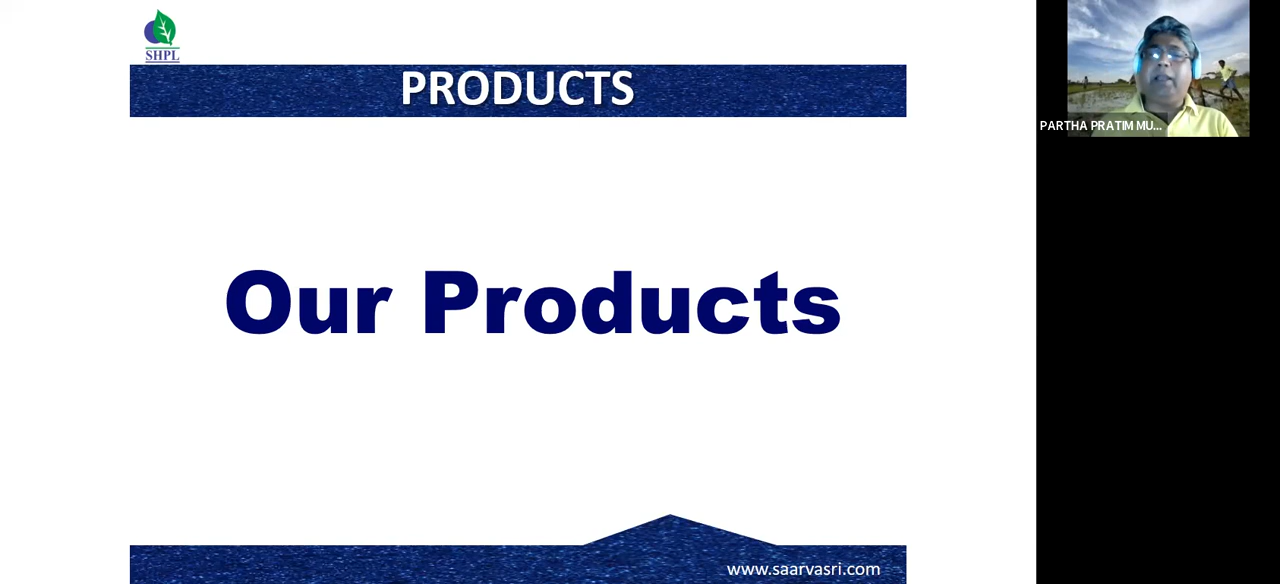 SHPL
PRODUCTS
Our Products
www.saarvasri.com
PARTHA PRATIM MU...